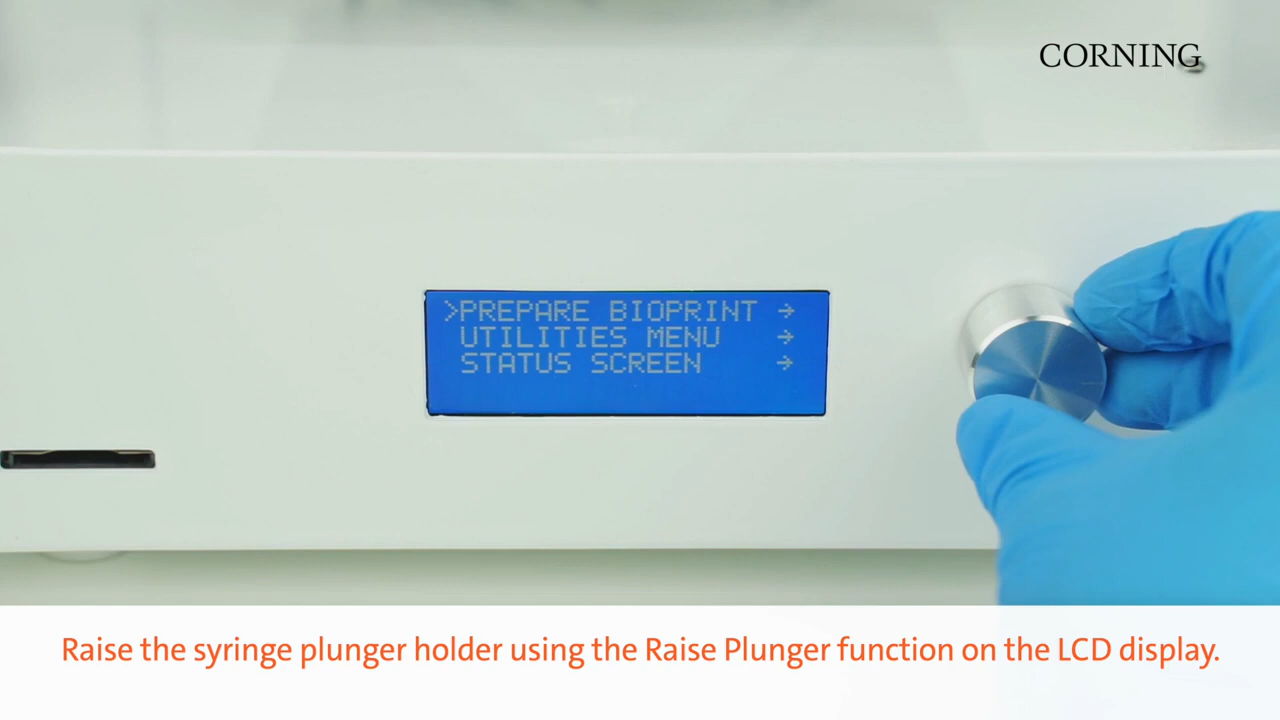 CORNING
>PREPARE BIOPRINT →
UTILITIES MENU →
STATUS SCREEN →
Raise the syringe plunger holder using the Raise Plunger function on the LCD display.